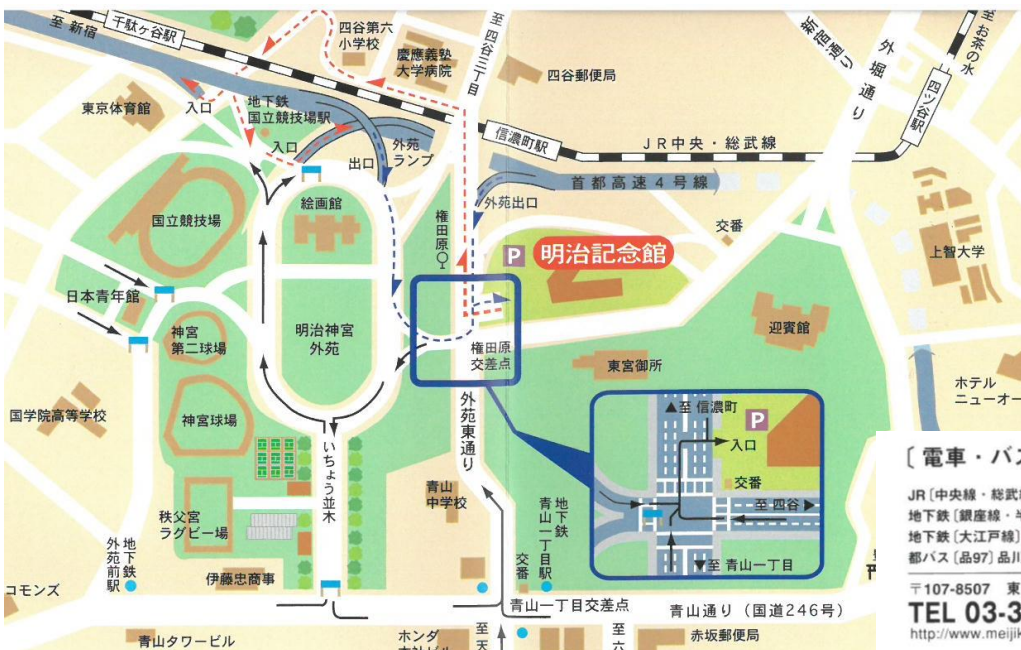 至 新宿
千駄ヶ谷駅
四谷第六
小学校
慶應義塾
大学病院
至 四谷三丁目
四谷郵便局
新宿通り
外堀通り
至 お茶の水
四ツ谷駅
東京体育館
入口
地下鉄
国立競技場駅
入口
出口
外苑
ランプ
信濃町駅
JR中央・総武線
首都高速4号線
外苑出口
国立競技場
絵画館
権田原
P
明治記念館
交番
上智大学
日本青年館
神宮
第二球場
明治神宮
外苑
権田原
交差点
東宮御所
迎賓館
国学院高等学校
神宮球場
外苑東通り
ホテル
ニューオー
いちょう並木
▲至 信濃町
P
入口
交番
至 四谷▶
▼至 青山一丁目
青山
中学校
地下鉄
青山一丁目駅
秩父宮
ラグビー場
地下鉄
外苑前駅
伊藤忠商事
交番
コモンズ
青山一丁目交差点
青山通り(国道246号)
青山タワービル
ホンダ
至
至
赤坂郵便局
〔電車・バス
JR〔中央線・総武線
地下鉄〔銀座線・半
地下鉄〔大江戸線〕
都バス〔品97〕品川
〒107-8507 東
TEL 03-3
http://www.meijik